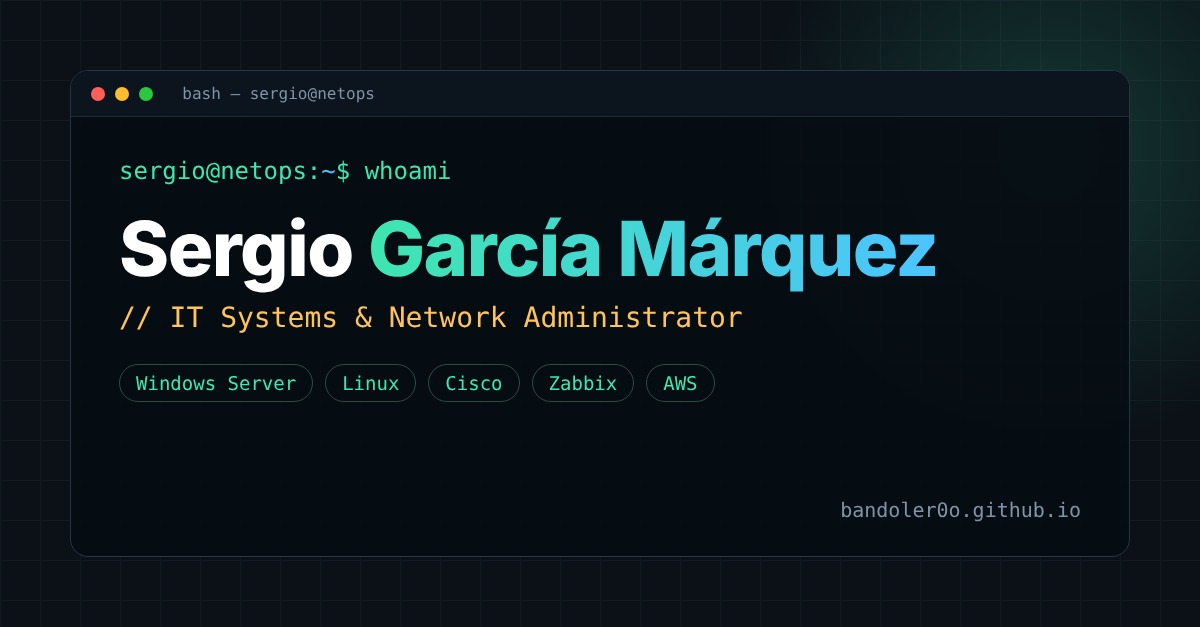 bash — sergio@netops
sergio@netops:~$ whoami
Sergio García Márquez
// IT Systems & Network Administrator
Windows Server Linux Cisco Zabbix AWS
bandoler0o.github.io